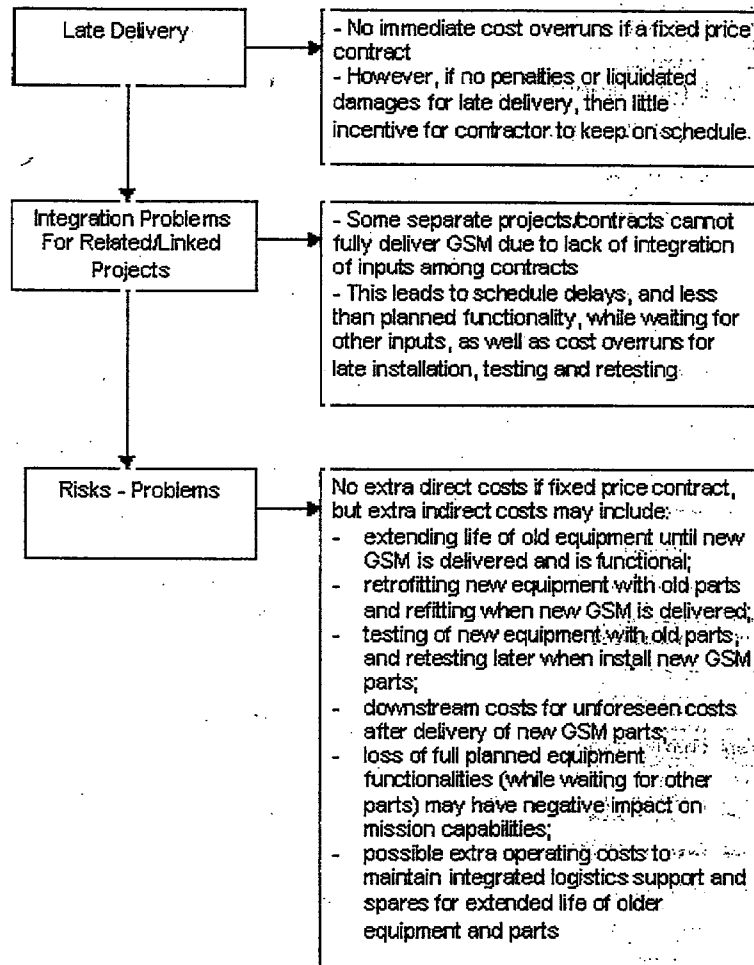 Late Delivery
- No immediate cost overruns if a fixed price
contract
- However, if no penalties or liquidated
damages for late delivery, then little
incentive for contractor to keep on schedule.
Integration Problems
For Related/Linked
Projects
- Some separate projects/contracts cannot
fully deliver GSM due to lack of integration
of inputs among contracts
- This leads to schedule delays, and less
than planned functionality, while waiting for
other inputs, as well as cost overruns for
late installation, testing and retesting
Risks - Problems
No extra direct costs if fixed price contract,
but extra indirect costs may include:
- extending life of old equipment until new
GSM is delivered and is functional;
- retrofitting new equipment with old parts
and refitting when new GSM is delivered;
- testing of new equipment with old parts,
and retesting later when install new GSM
parts;
- downstream costs for unforeseen costs
after delivery of new GSM parts;
- loss of full planned equipment
functionalities (while waiting for other
parts) may have negative impact on
mission capabilities;
- possible extra operating costs to
maintain integrated logistics support and
spares for extended life of older
equipment and parts